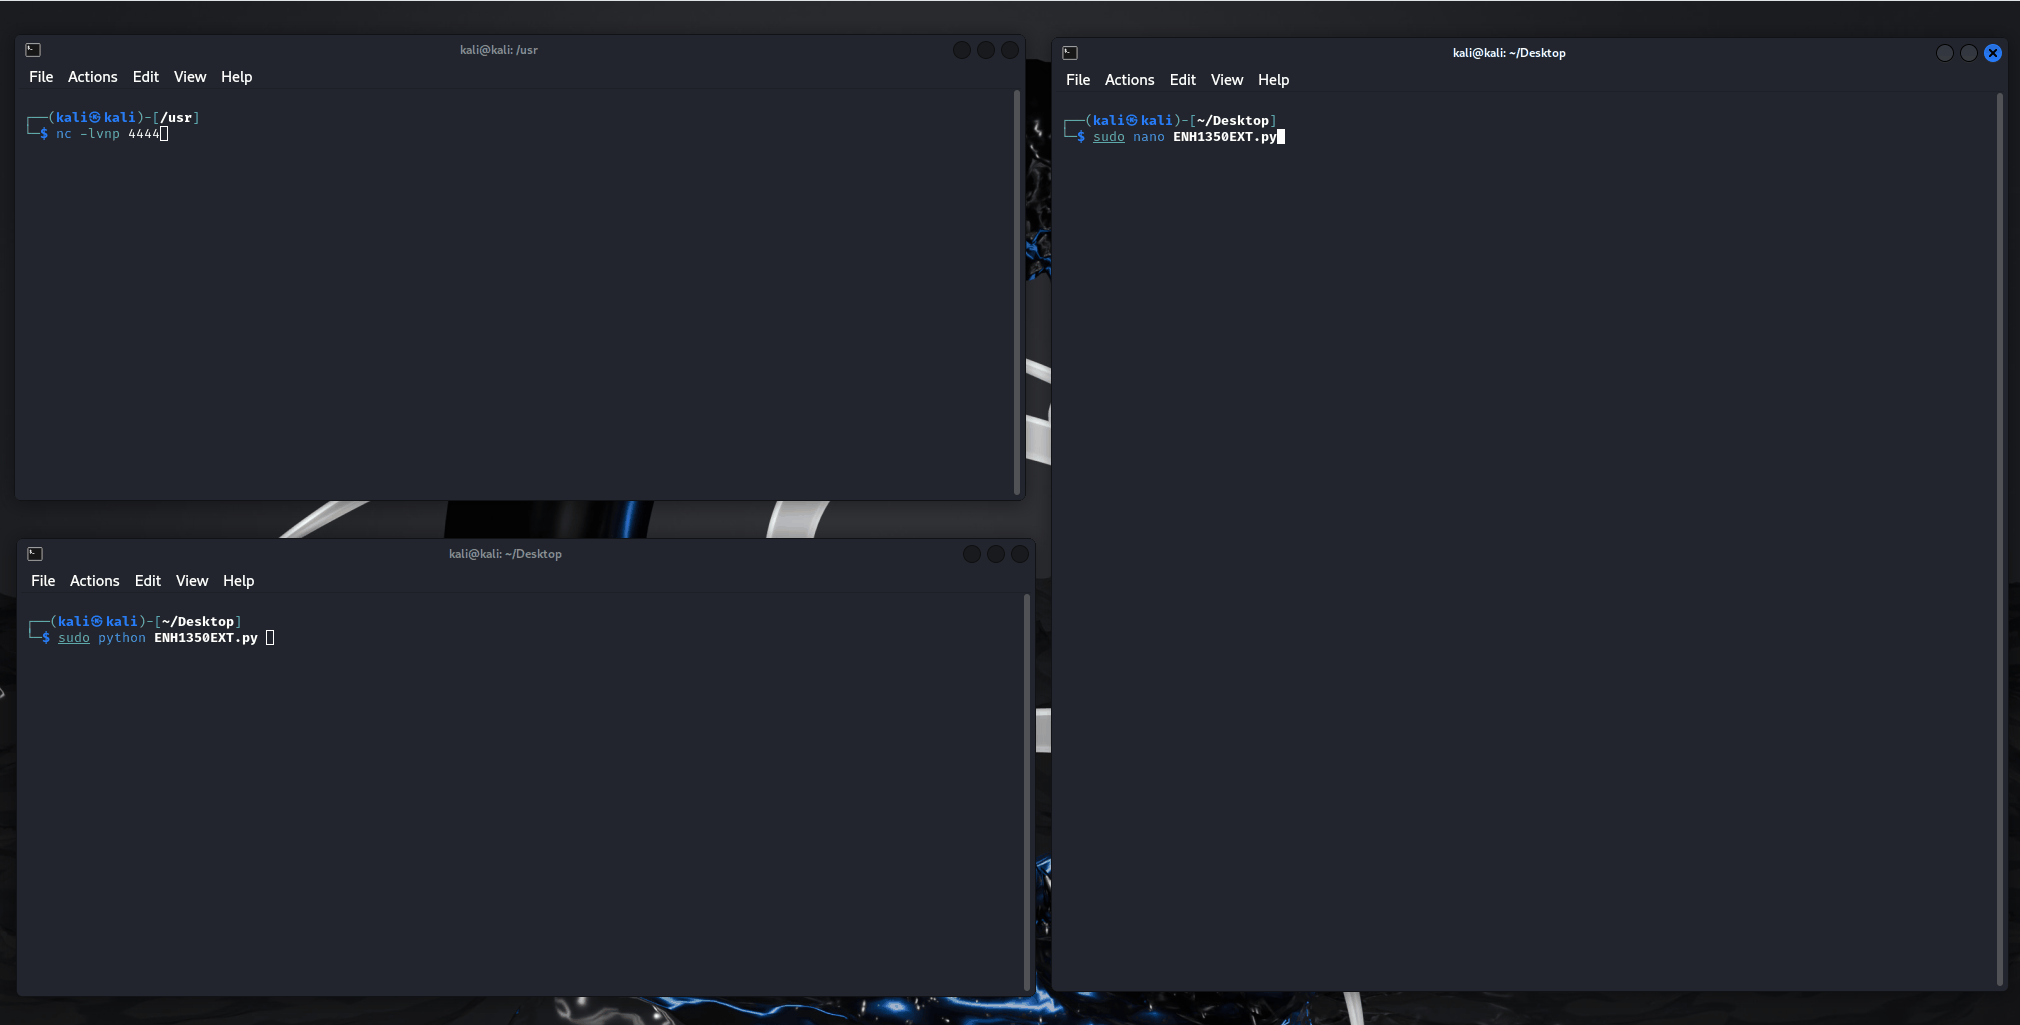 kali@kali: /usr
File Actions Edit View Help
┌──(kali㉿kali)-[/usr]
└─$ nc -lvnp 4444
kali@kali: ~/Desktop
File Actions Edit View Help
┌──(kali㉿kali)-[~/Desktop]
└─$ sudo python ENH1350EXT.py
kali@kali: ~/Desktop
File Actions Edit View Help
┌──(kali㉿kali)-[~/Desktop]
└─$ sudo nano ENH1350EXT.py